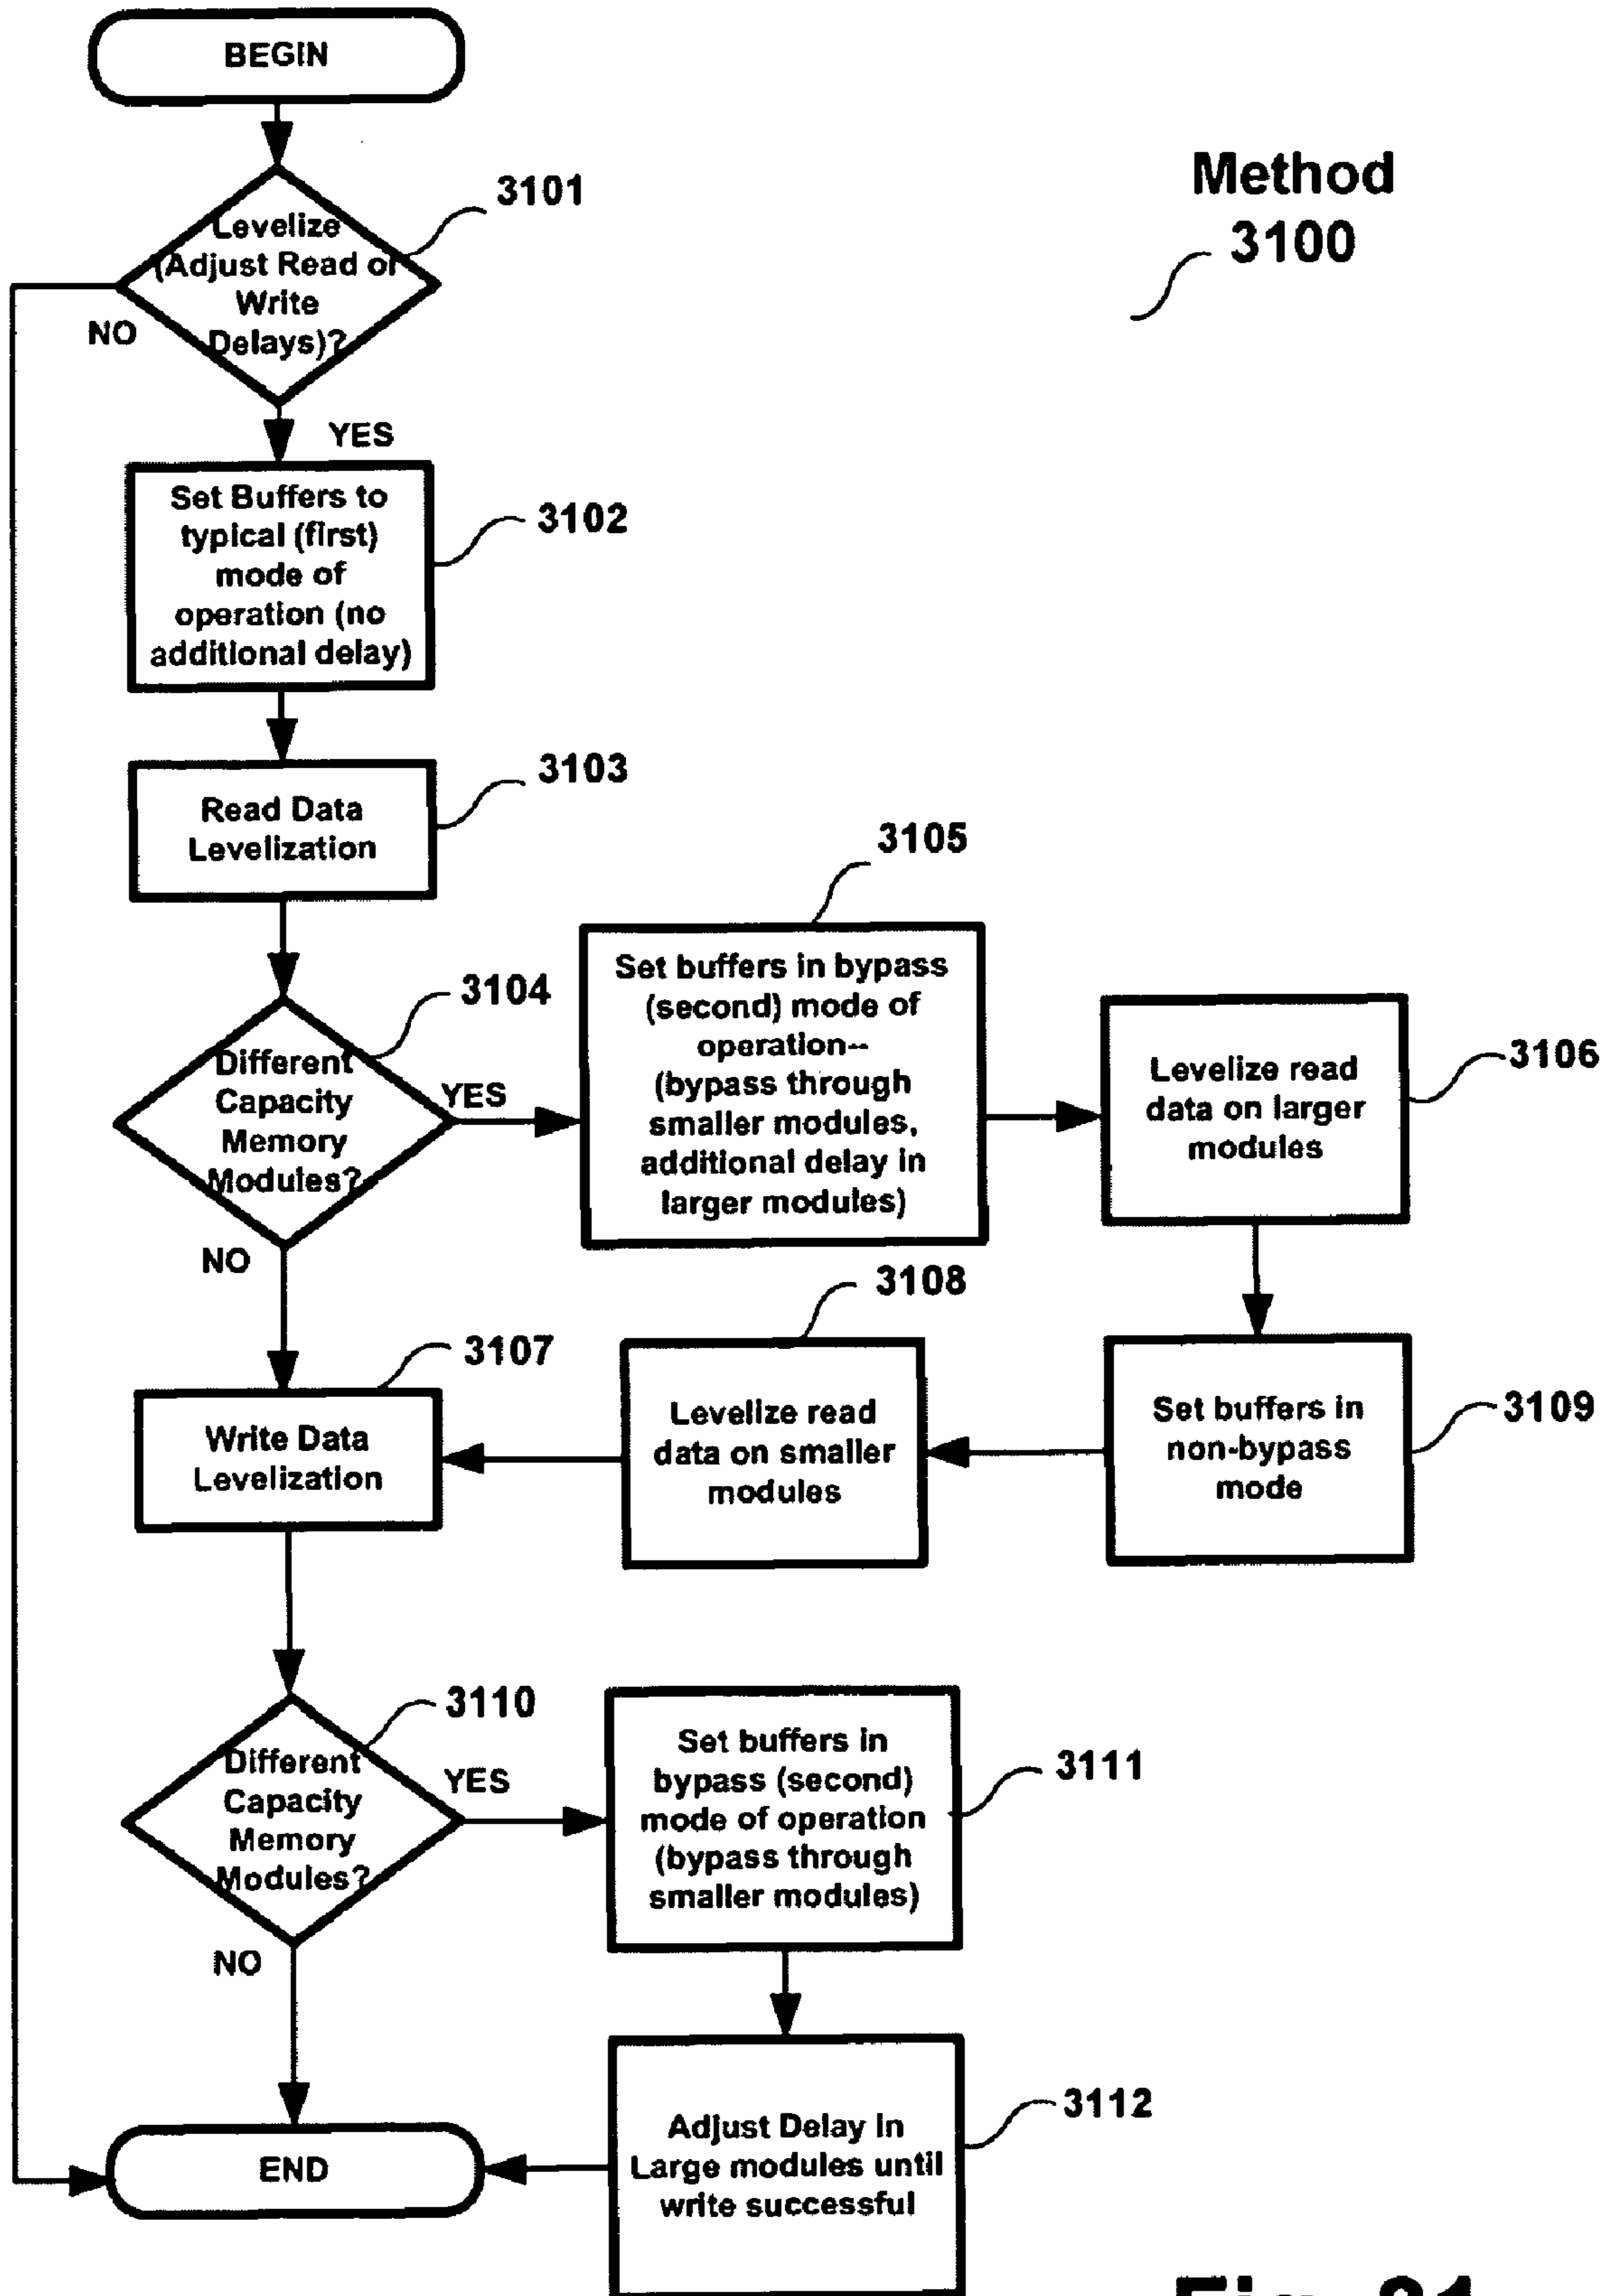 BEGIN
Method
3100
3101
Levelize
(Adjust Read or
Write
Delays)?
NO
YES
Set Buffers to
typical (first)
mode of
operation (no
additional delay)
3102
Read Data
Levelization
3103
Different
Capacity
Memory
Modules?
3104
YES
NO
3105
Set buffers in bypass
(second) mode of
operation--
(bypass through
smaller modules,
additional delay in
larger modules)
Levelize read
data on larger
modules
3106
Write Data
Levelization
3107
3108
Levelize read
data on smaller
modules
Set buffers in
non-bypass
mode
3109
Different
Capacity
Memory
Modules?
3110
YES
NO
Set buffers in
bypass (second)
mode of operation
(bypass through
smaller modules)
3111
Adjust Delay in
Large modules until
write successful
3112
END